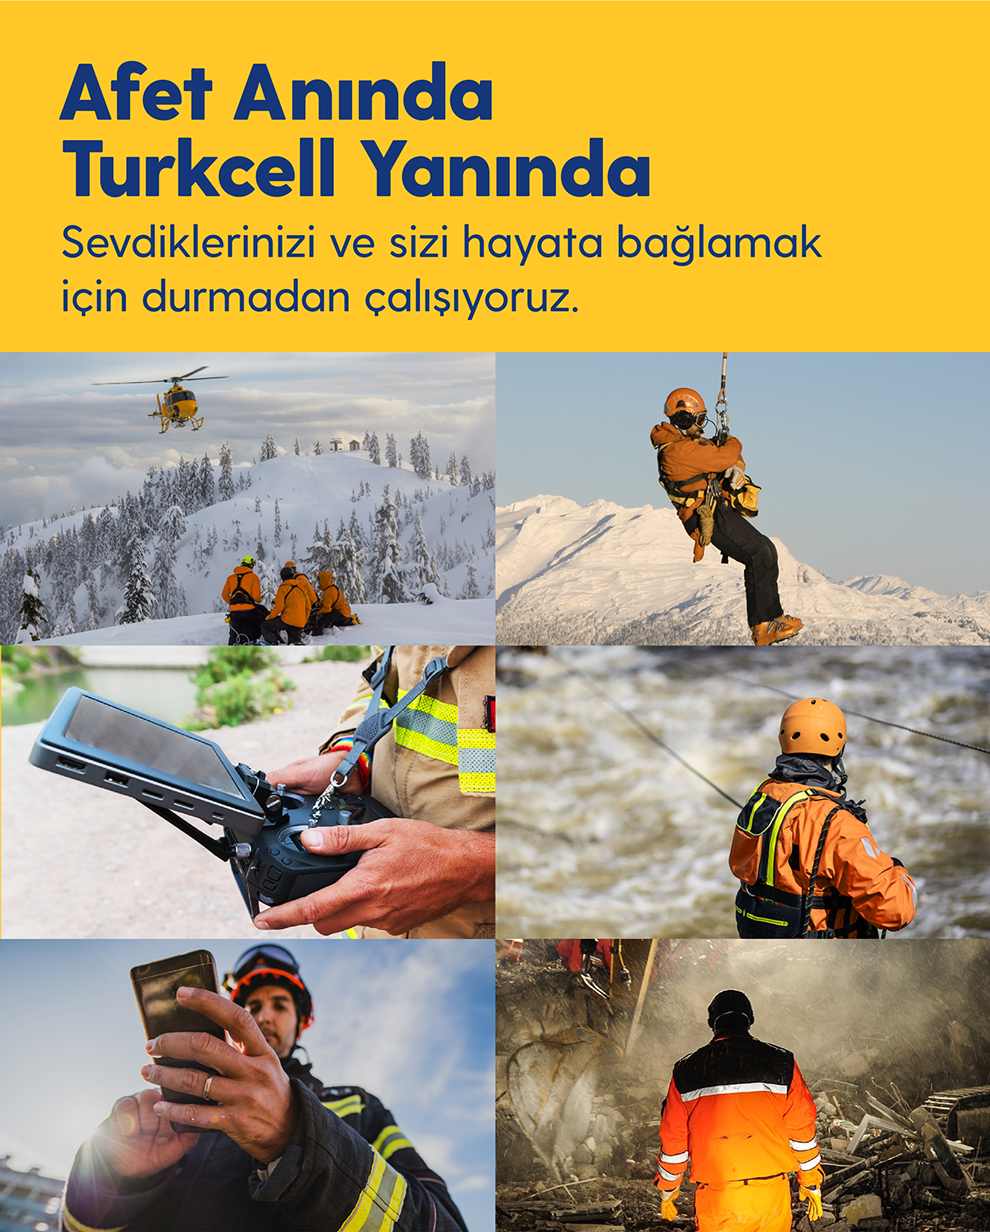 Afet Anında
Turkcell Yanında
Sevdiklerinizi ve sizi hayata bağlamak
için durmadan çalışıyoruz.